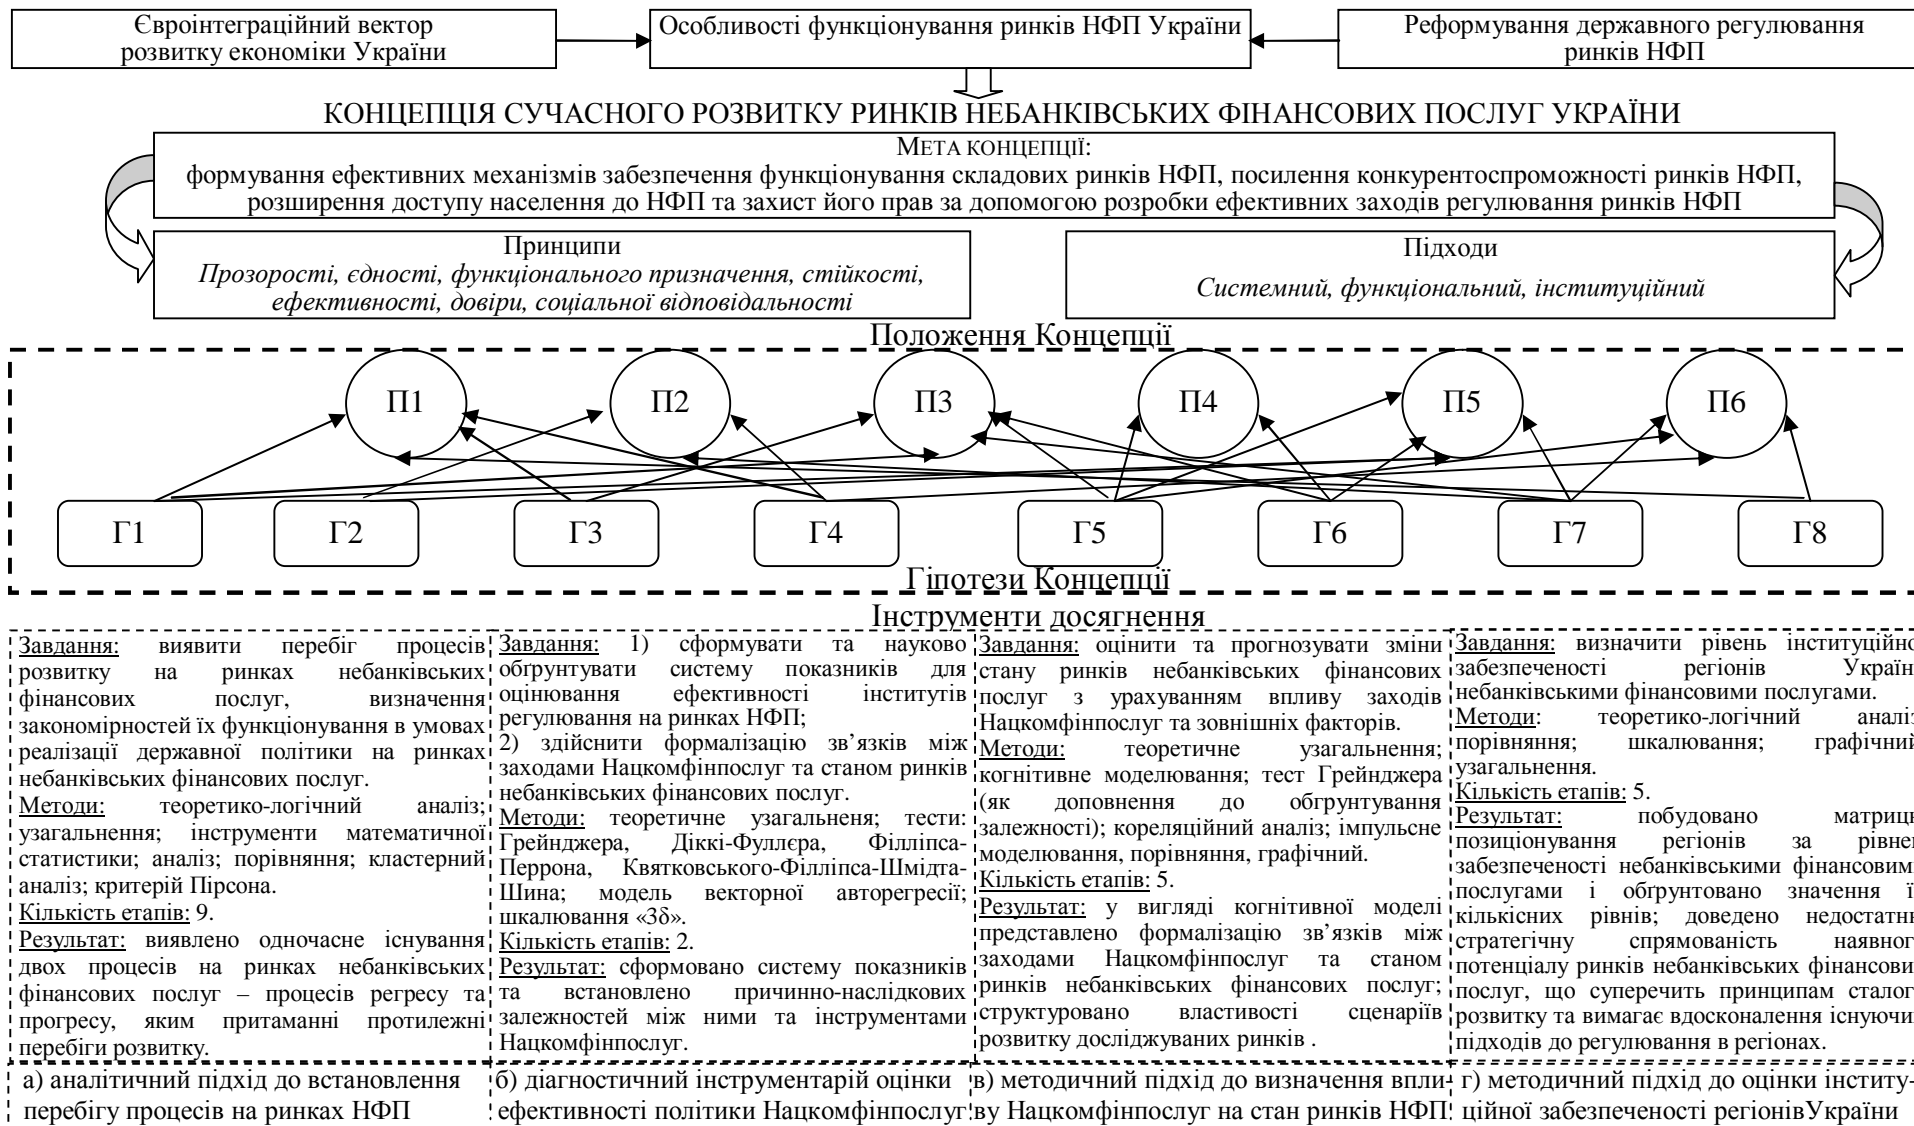 Євроінтеграційний вектор
розвитку економіки України
Особливості функціонування ринків НФП України
Реформування державного регулювання
ринків НФП
КОНЦЕПЦІЯ СУЧАСНОГО РОЗВИТКУ РИНКІВ НЕБАНКІВСЬКИХ ФІНАНСОВИХ ПОСЛУГ УКРАЇНИ
МЕТА КОНЦЕПЦІЇ:
формування ефективних механізмів забезпечення функціонування складових ринків НФП, посилення конкурентоспроможності ринків НФП,
розширення доступу населення до НФП та захист його прав за допомогою розробки ефективних заходів регулювання ринків НФП
Принципи
Прозорості, єдності, функціонального призначення, стійкості,
ефективності, довіри, соціальної відповідальності
Підходи
Системний, функціональний, інституційний
Положення Концепції
П1 П2 П3 П4 П5 П6
Г1 Г2 Г3 Г4 Г5 Г6 Г7 Г8
Гіпотези Концепції
Інструменти досягнення
Завдання: виявити перебіг процесів
розвитку на ринках небанківських
фінансових послуг, визначення
закономірностей їх функціонування в умовах
реалізації державної політики на ринках
небанківських фінансових послуг.
Методи: теоретико-логічний аналіз;
узагальнення; інструменти математичної
статистики; аналіз; порівняння; кластерний
аналіз; критерій Пірсона.
Кількість етапів: 9.
Результат: виявлено одночасне існування
двох процесів на ринках небанківських
фінансових послуг – процесів регресу та
прогресу, яким притаманні протилежні
перебіги розвитку.
а) аналітичний підхід до встановлення
перебігу процесів на ринках НФП
Завдання: 1) сформувати та науково
обґрунтувати систему показників для
оцінювання ефективності інститутів
регулювання на ринках НФП;
2) здійснити формалізацію зв’язків між
заходами Нацкомфінпослуг та станом ринків
небанківських фінансових послуг.
Методи: теоретичне узагальненя; тести:
Грейнджера, Діккі-Фуллєра, Філліпса-
Перрона, Квятковського-Філліпса-Шмідта-
Шина; модель векторної авторегресії;
шкалювання «3δ».
Кількість етапів: 2.
Результат: сформовано систему показників
та встановлено причинно-наслідкових
залежностей між ними та інструментами
Нацкомфінпослуг.
б) діагностичний інструментарій оцінки
ефективності політики Нацкомфінпослуг
Завдання: оцінити та прогнозувати зміни
стану ринків небанківських фінансових
послуг з урахуванням впливу заходів
Нацкомфінпослуг та зовнішніх факторів.
Методи: теоретичне узагальнення;
когнітивне моделювання; тест Грейнджера
(як доповнення до обгрунтування
залежності); кореляційний аналіз; імпульсне
моделювання, порівняння, графічний.
Кількість етапів: 5.
Результат: у вигляді когнітивної моделі
представлено формалізацію зв’язків між
заходами Нацкомфінпослуг та станом
ринків небанківських фінансових послуг;
структуровано властивості сценаріїв
розвитку досліджуваних ринків .
в) методичний підхід до визначення впли-
ву Нацкомфінпослуг на стан ринків НФП
Завдання: визначити рівень інституційно
забезпеченості регіонів Україн
небанківськими фінансовими послугами.
Методи: теоретико-логічний аналіз
порівняння; шкалювання; графічний
узагальнення.
Кількість етапів: 5.
Результат: побудовано матриц
позиціонування регіонів за рівнем
забезпеченості небанківськими фінансовим
послугами і обґрунтовано значення ї
кількісних рівнів; доведено недостатн
стратегічну спрямованість наявног
потенціалу ринків небанківських фінансови
послуг, що суперечить принципам сталог
розвитку та вимагає вдосконалення існуючи
підходів до регулювання в регіонах.
г) методичний підхід до оцінки інститу-
ційної забезпеченості регіонівУкраїни